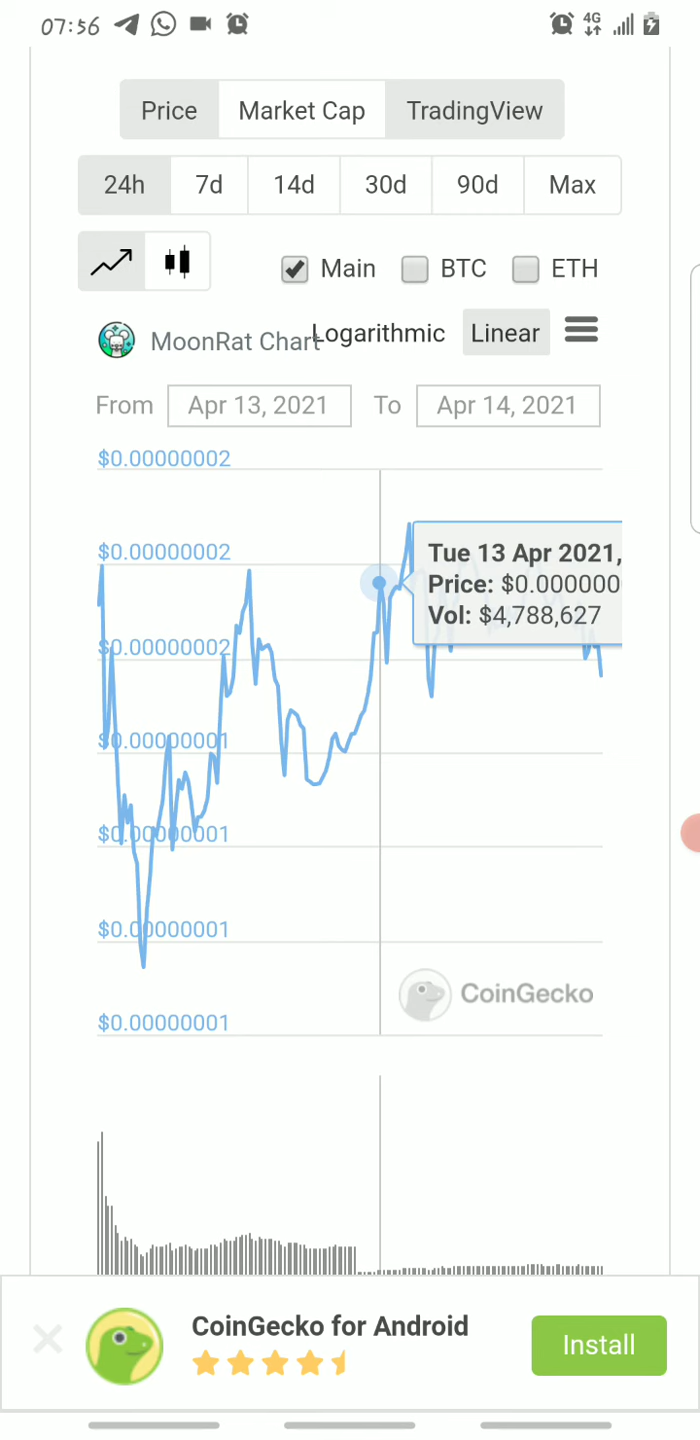 07:56
4G
Price Market Cap TradingView
24h 7d 14d 30d 90d Max
Main BTC ETH
MoonRat Chart Logarithmic Linear
From Apr 13, 2021 To Apr 14, 2021
$0.00000002
$0.00000002
Tue 13 Apr 2021,
Price: $0.000000
Vol: $4,788,627
$0.00000002
$0.00000001
$0.00000001
$0.00000001
CoinGecko
$0.00000001
CoinGecko for Android
Install